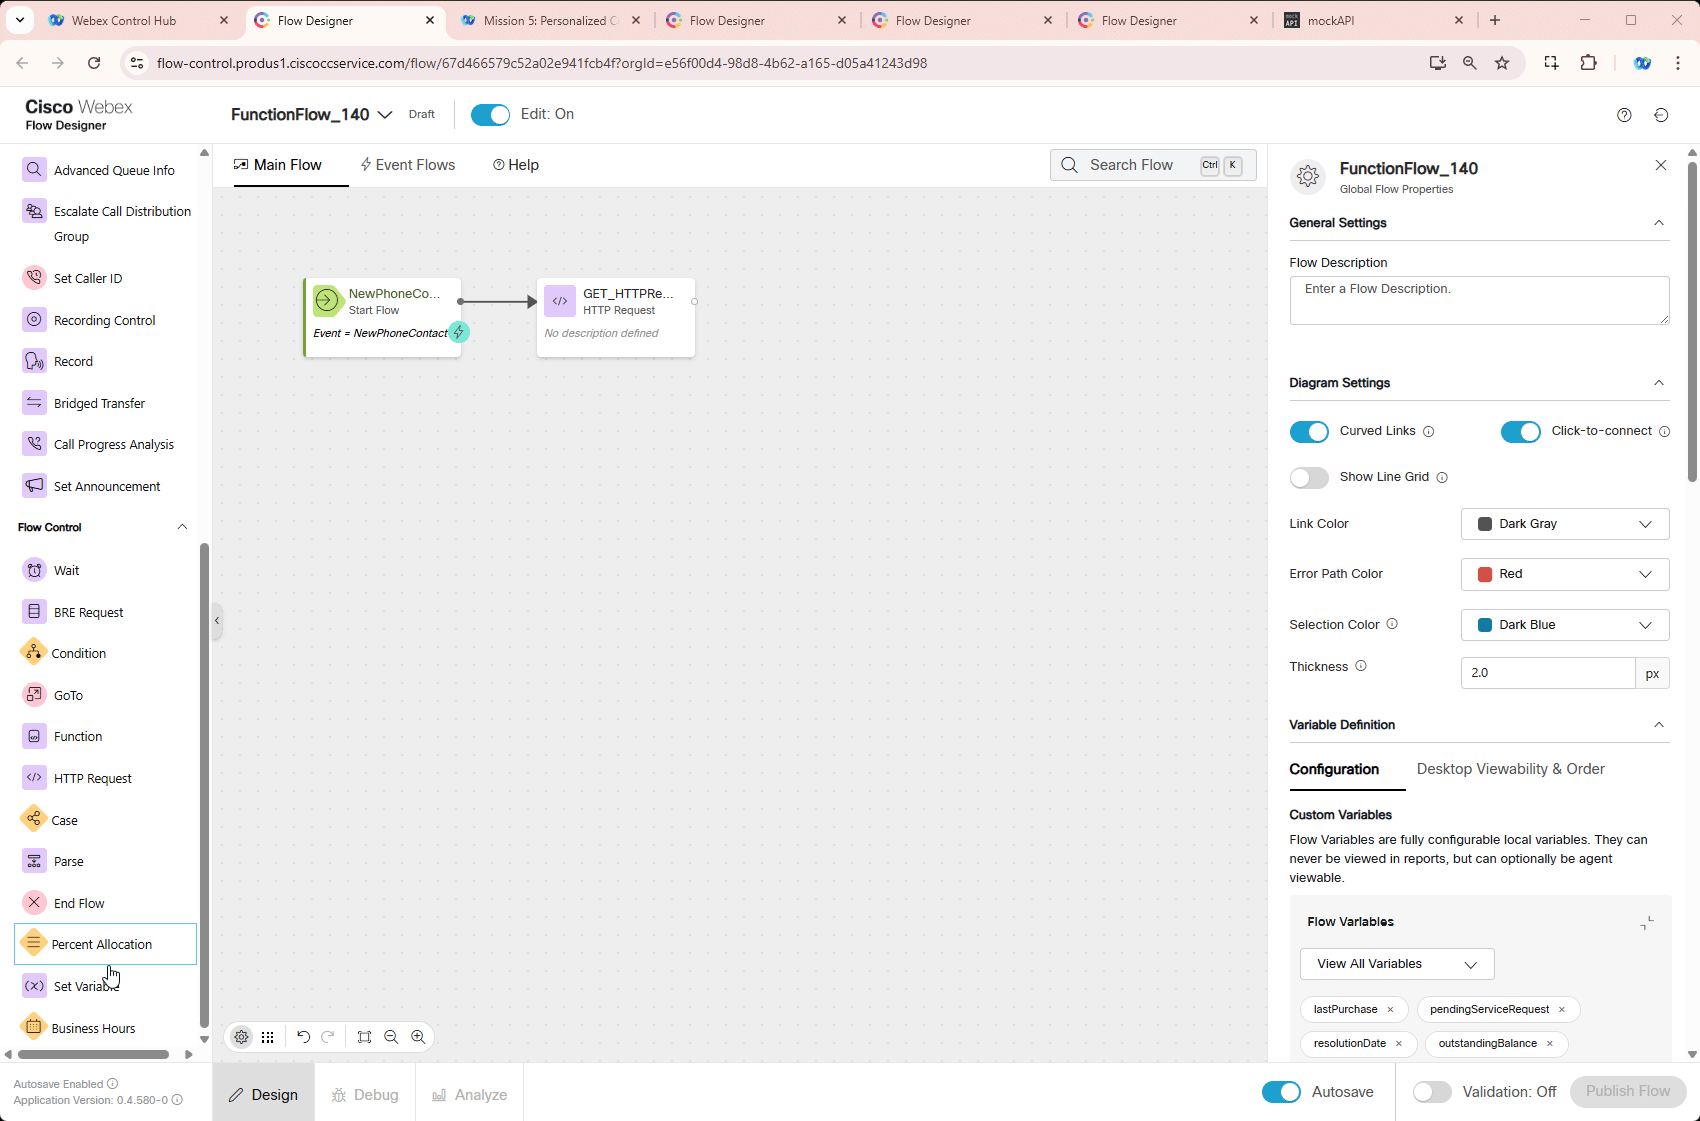 Webex Control Hub
Flow Designer
Mission 5: Personalized C
Flow Designer
Flow Designer
Flow Designer
mockAPI
flow-control.produs1.ciscoccservice.com/flow/67d466579c52a02e941fcb4f?orgId=e56f00d4-98d8-4b62-a165-d05a41243d98
Cisco Webex
Flow Designer
FunctionFlow_140
Draft
Edit: On
Advanced Queue Info
Escalate Call Distribution
Group
Set Caller ID
Recording Control
Record
Bridged Transfer
Call Progress Analysis
Set Announcement
Flow Control
Wait
BRE Request
Condition
GoTo
Function
HTTP Request
Case
Parse
End Flow
Percent Allocation
Set Variable
Business Hours
Main Flow
Event Flows
Help
Search Flow
Ctrl
K
NewPhoneCo...
Start Flow
Event = NewPhoneContact
GET_HTTPRe...
HTTP Request
No description defined
FunctionFlow_140
Global Flow Properties
General Settings
Flow Description
Enter a Flow Description.
Diagram Settings
Curved Links
Click-to-connect
Show Line Grid
Link Color
Dark Gray
Error Path Color
Red
Selection Color
Dark Blue
Thickness
2.0
px
Variable Definition
Configuration
Desktop Viewability & Order
Custom Variables
Flow Variables are fully configurable local variables. They can
never be viewed in reports, but can optionally be agent
viewable.
Flow Variables
View All Variables
lastPurchase
pendingServiceRequest
resolutionDate
outstandingBalance
Autosave Enabled
Application Version: 0.4.580-0
Design
Debug
Analyze
Autosave
Validation: Off
Publish Flow